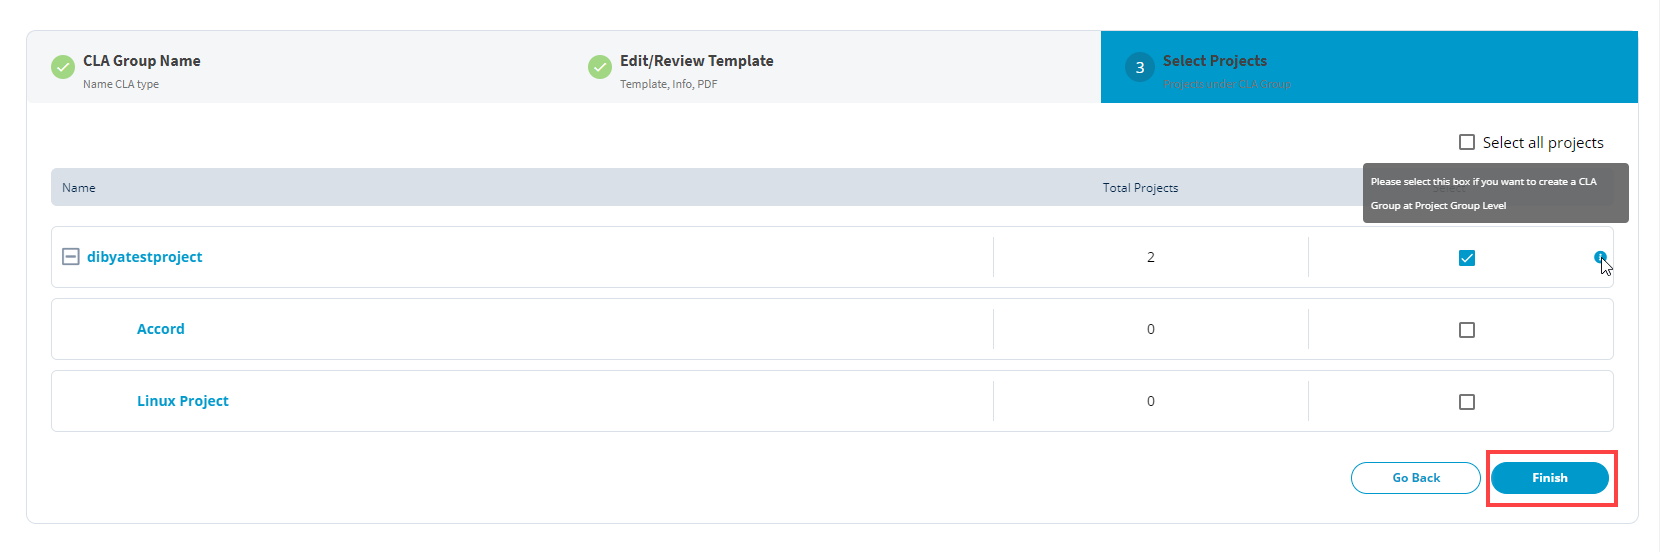 CLA Group Name
Name CLA type
Edit/Review Template
Template, Info, PDF
3
Select Projects
Projects under CLA Group
Select all projects
Name
Total Projects
Please select this box if you want to create a CLA
Group at Project Group Level
dibyatestproject
2
Accord
0
Linux Project
0
Go Back
Finish